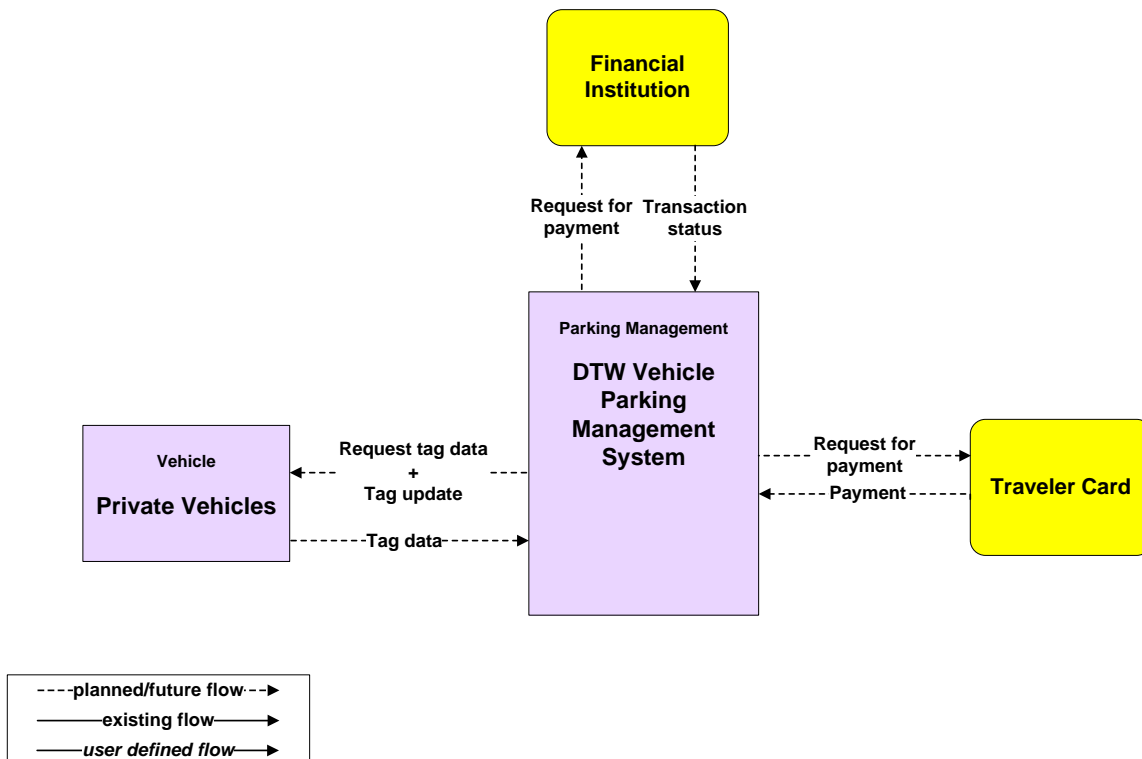 Financial
Institution
Request for
payment
Transaction
status
Parking Management
DTW Vehicle
Parking
Management
System
Vehicle
Private Vehicles
Request tag data
+
Tag update
Tag data
Request for
payment
Payment
Traveler Card
planned/future flow
existing flow
user defined flow